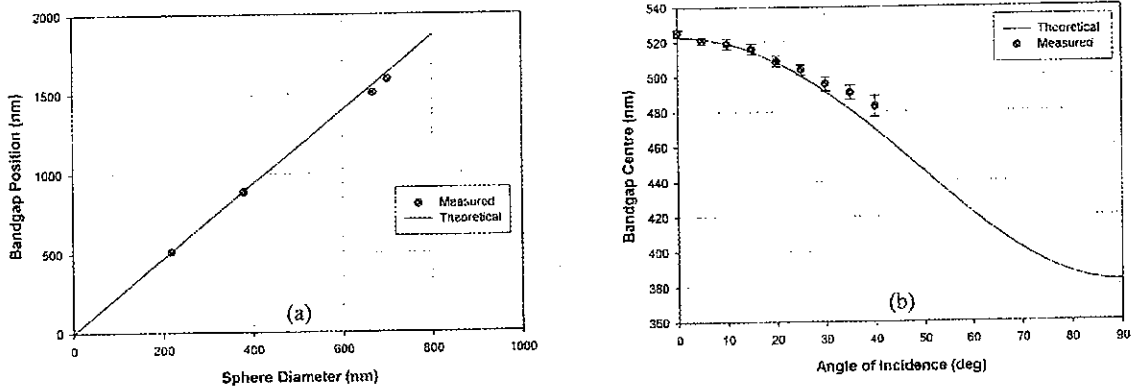 2000
1500
1000
500
0
Bandgap Position (nm)
Measured
Theoretical
(a)
0 200 400 600 800 1000
Sphere Diameter (nm)
540
520
500
480
460
440
420
400
380
360
Bandgap Centre (nm)
Theoretical
Measured
(b)
0 10 20 30 40 50 60 70 80 90
Angle of Incidence (deg)